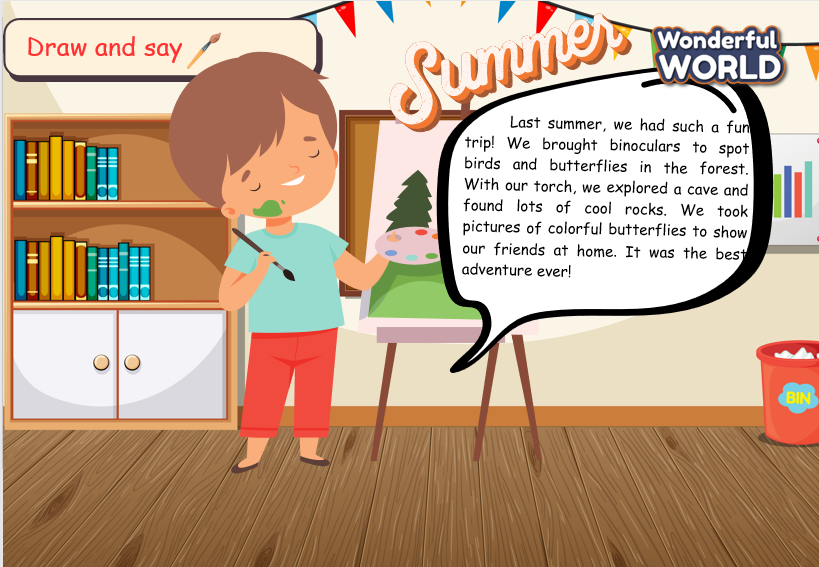 Draw and say
Summer
Wonderful
WORLD
Last summer, we had such a fun
trip! We brought binoculars to spot
birds and butterflies in the forest.
With our torch, we explored a cave and
found lots of cool rocks. We took
pictures of colorful butterflies to show
our friends at home. It was the best
adventure ever!
BIN